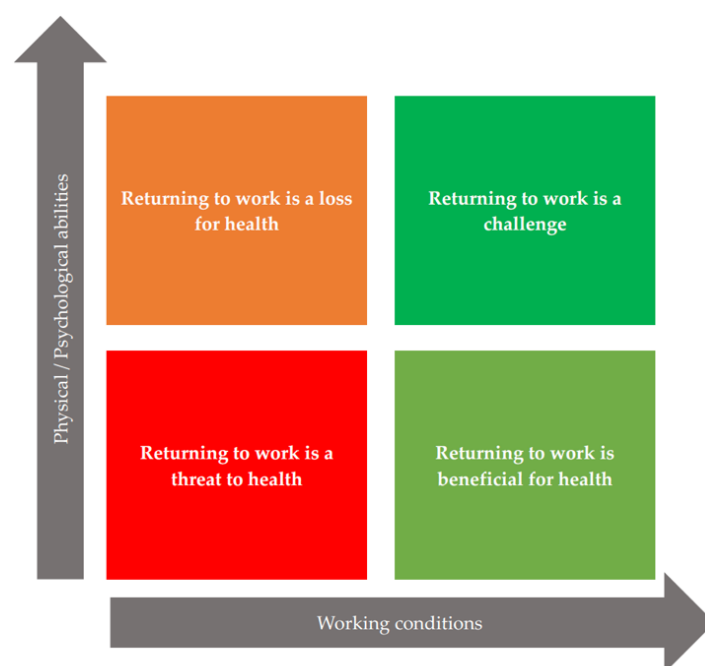 Physical / Psychological abilities
Returning to work is a loss
for health
Returning to work is a
challenge
Returning to work is a
threat to health
Returning to work is
beneficial for health
Working conditions